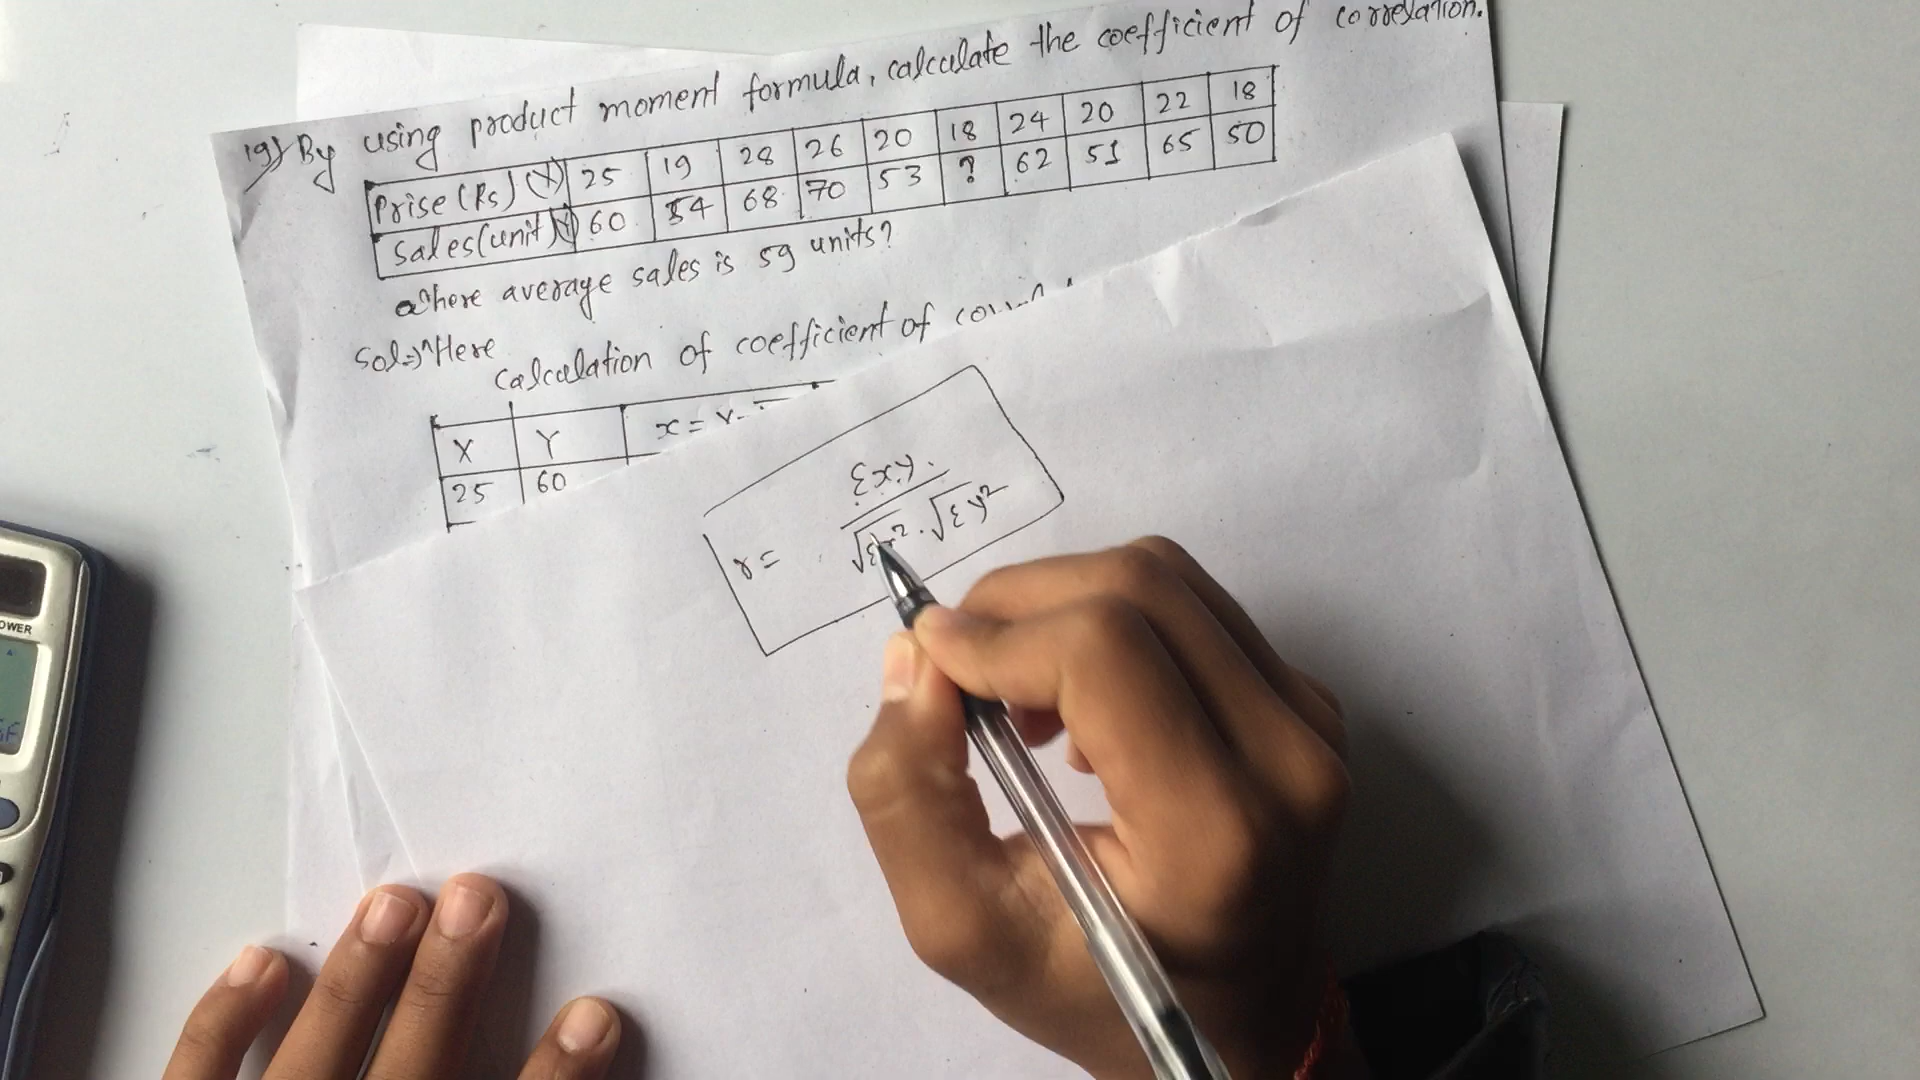 19) By using product moment formula, calculate the coefficient of correlation.
Prise (Rs) (X) 25 19 28 26 20 18 24 20 22 18
Sales (unit) (Y) 60 54 68 70 53 ? 62 51 65 50
where average sales is 59 units?
Sol=) Here
Calculation of coefficient of
X Y x = X-
25 60
r = Σxy. / √Σx² . √Σy²
OWER